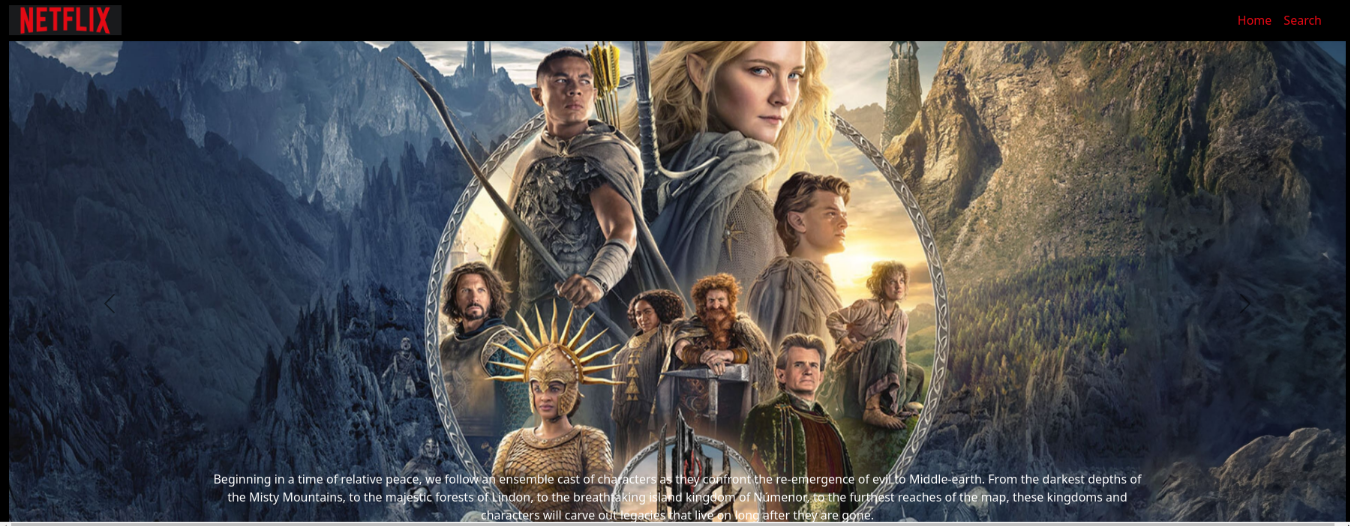 NETFLIX
Home Search
Beginning in a time of relative peace, we follow an ensemble cast of characters as they confront the re-emergence of evil to Middle-earth. From the darkest depths of
the Misty Mountains, to the majestic forests of Lindon, to the breathtaking island kingdom of Númenor, to the furthest reaches of the map, these kingdoms and
characters will carve out legacies that live on long after they are gone.